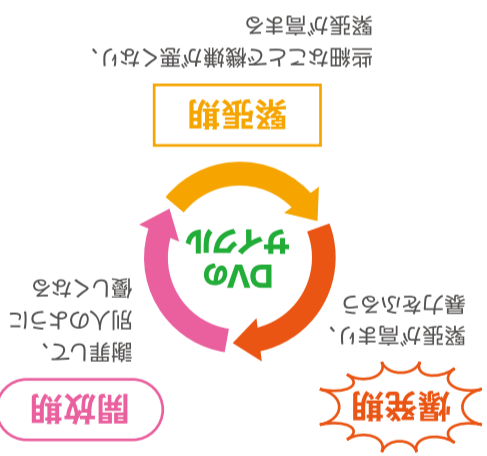 些細なことで機嫌が悪くなり、
緊張が高まる
緊張期
DVの
サイクル
緊張が高まり、
暴力をふるう
爆発期
謝罪して、
別人のように
優しくなる
開放期